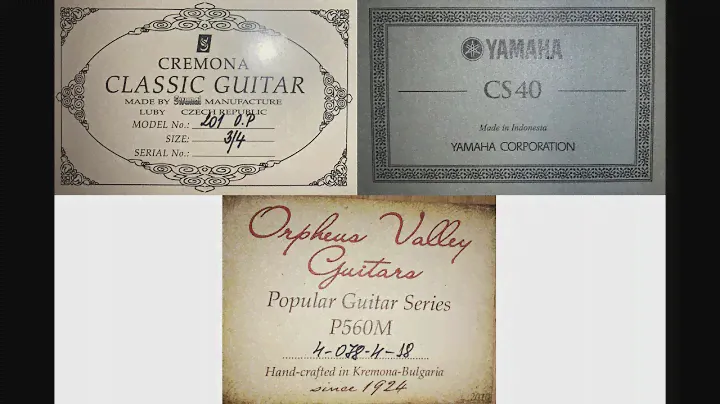 CREMONA
CLASSIC GUITAR
MADE BY MANUFACTURE
LUBY CZECH REPUBLIC
MODEL No.: 201 O.P
SIZE: 3/4
SERIAL No.:
YAMAHA
CS40
Made in Indonesia
YAMAHA CORPORATION
Orpheus Valley
Guitars
Popular Guitar Series
P560M
4-078-4-18
Hand-crafted in Kremona-Bulgaria
since 1924